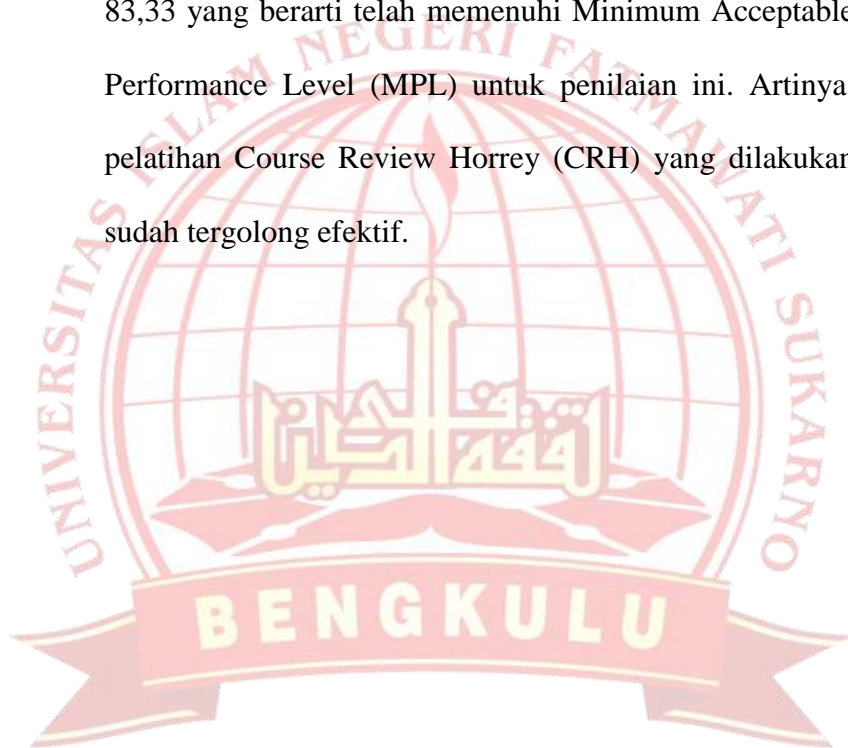 83,33 yang berarti telah memenuhi Minimum Acceptable
Performance Level (MPL) untuk penilaian ini. Artinya
pelatihan Course Review Horrey (CRH) yang dilakukan
sudah tergolong efektif.
UNIVERSITAS ISLAM NEGERI FATMAWATI SUKARNO
BENGKULU